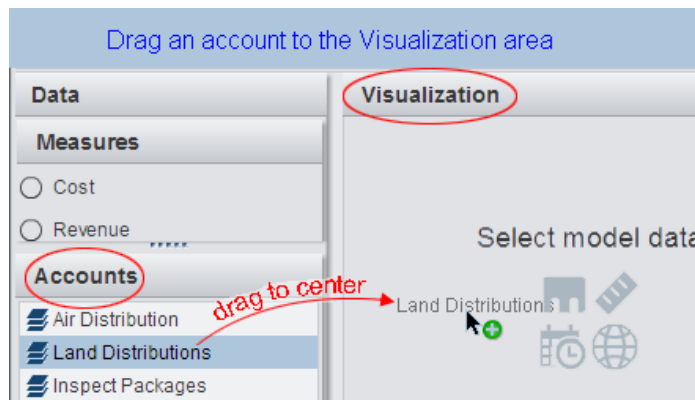 Drag an account to the Visualization area
Data
Visualization
Measures
Cost
Revenue
Select model data
Accounts
drag to center
Land Distributions
Air Distribution
Land Distributions
Inspect Packages